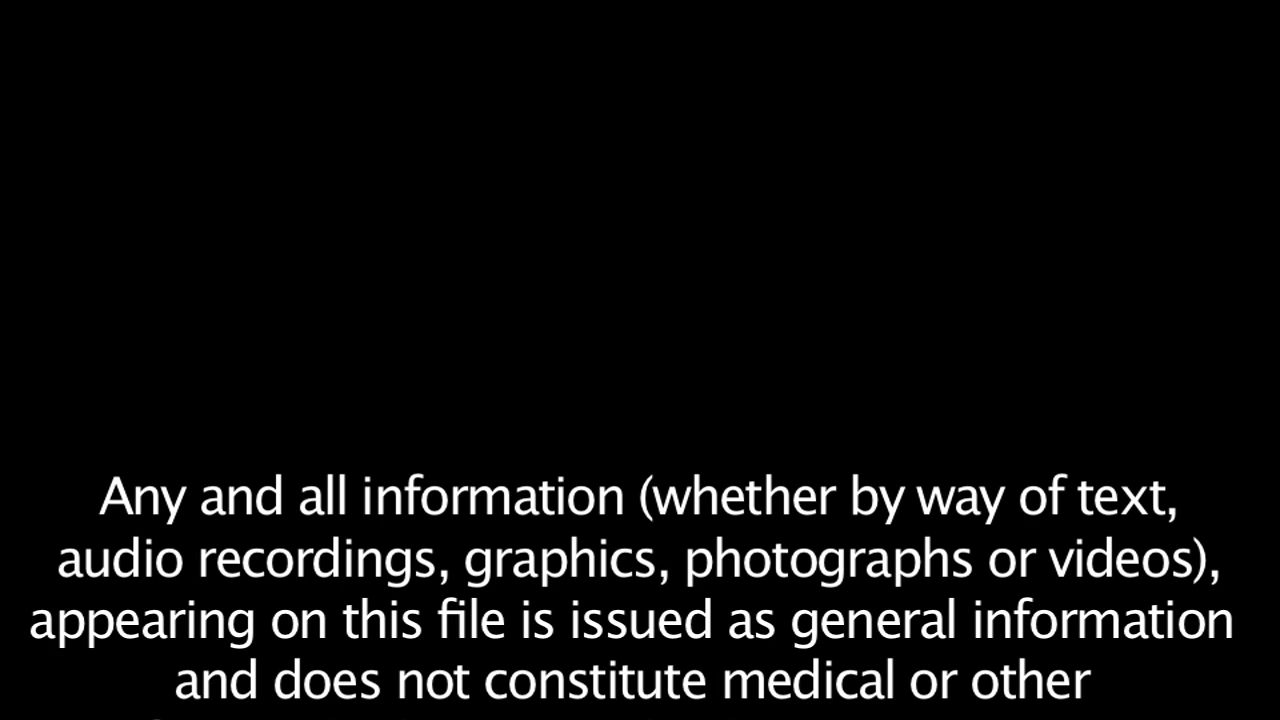 Any and all information (whether by way of text,
audio recordings, graphics, photographs or videos),
appearing on this file is issued as general information
and does not constitute medical or other